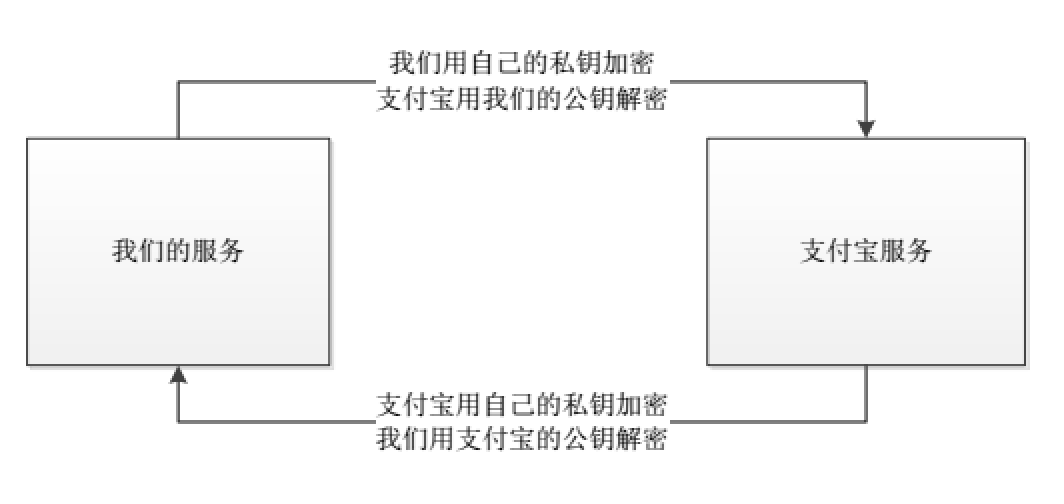 我们用自己的私钥加密
支付宝用我们的公钥解密
我们的服务
支付宝服务
支付宝用自己的私钥加密
我们用支付宝的公钥解密